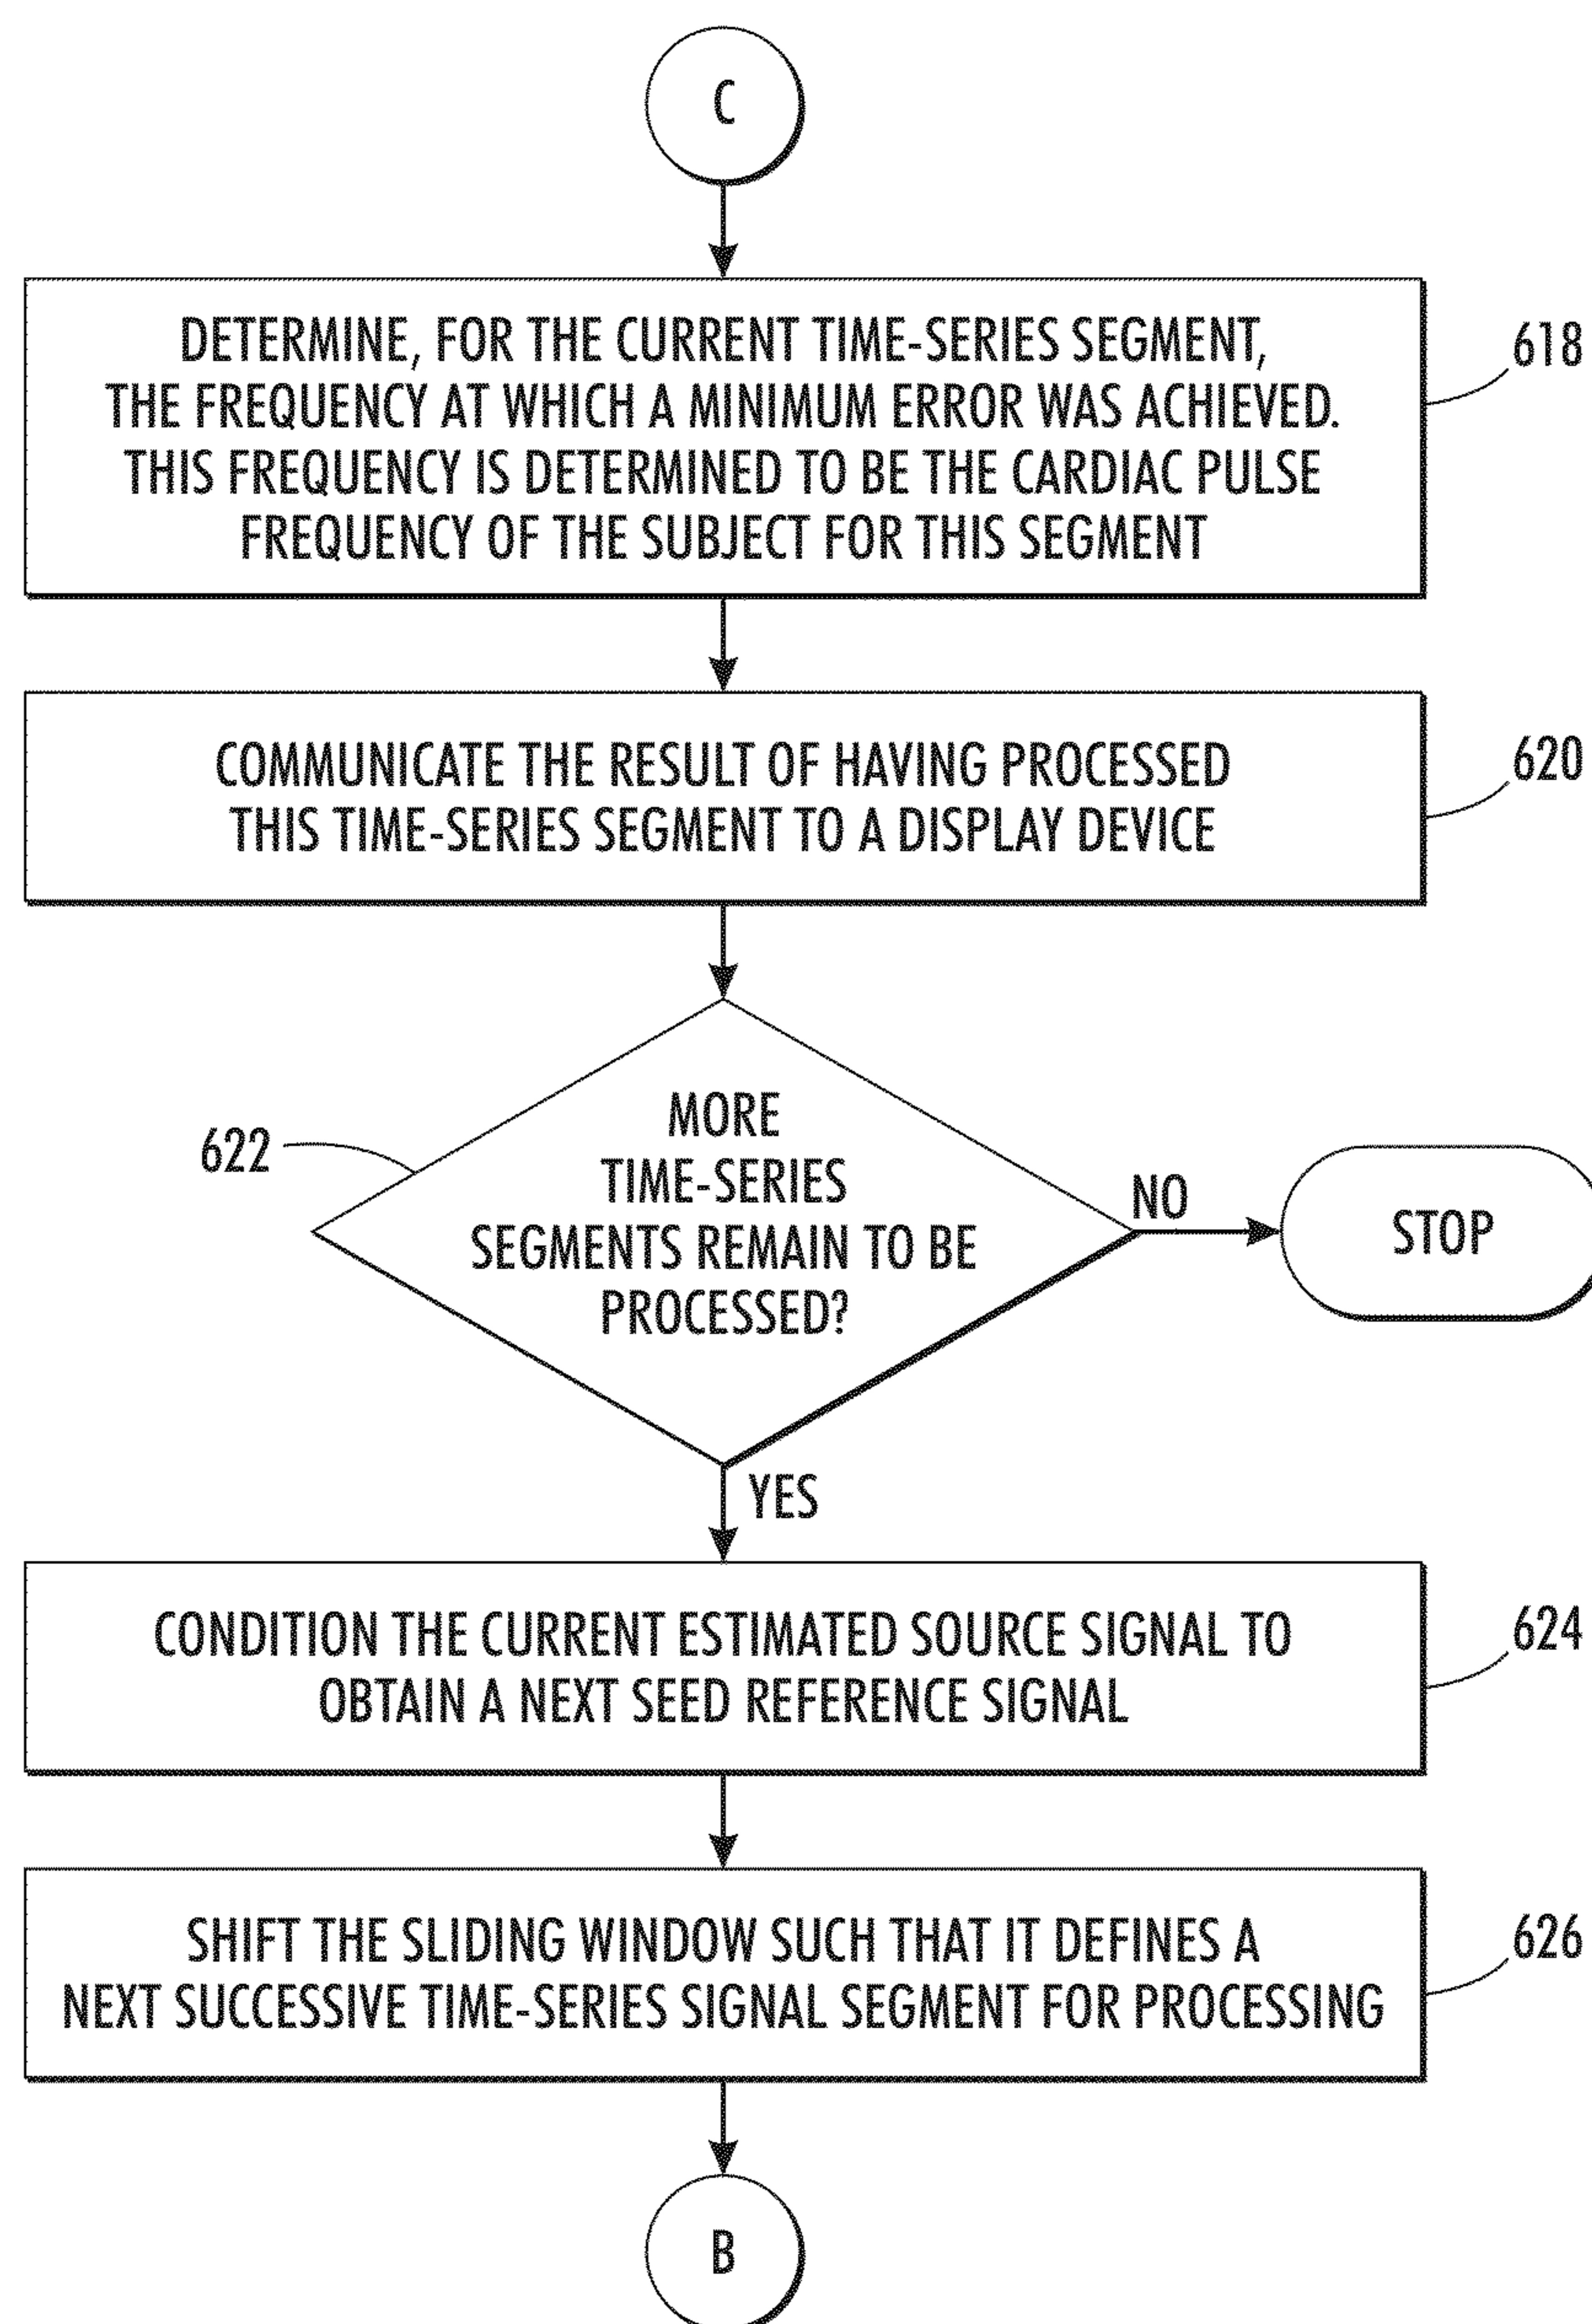 C
DETERMINE, FOR THE CURRENT TIME-SERIES SEGMENT,
THE FREQUENCY AT WHICH A MINIMUM ERROR WAS ACHIEVED.
THIS FREQUENCY IS DETERMINED TO BE THE CARDIAC PULSE
FREQUENCY OF THE SUBJECT FOR THIS SEGMENT
618
COMMUNICATE THE RESULT OF HAVING PROCESSED
THIS TIME-SERIES SEGMENT TO A DISPLAY DEVICE
620
622
MORE
TIME-SERIES
SEGMENTS REMAIN TO BE
PROCESSED?
NO
STOP
YES
CONDITION THE CURRENT ESTIMATED SOURCE SIGNAL TO
OBTAIN A NEXT SEED REFERENCE SIGNAL
624
SHIFT THE SLIDING WINDOW SUCH THAT IT DEFINES A
NEXT SUCCESSIVE TIME-SERIES SIGNAL SEGMENT FOR PROCESSING
626
B